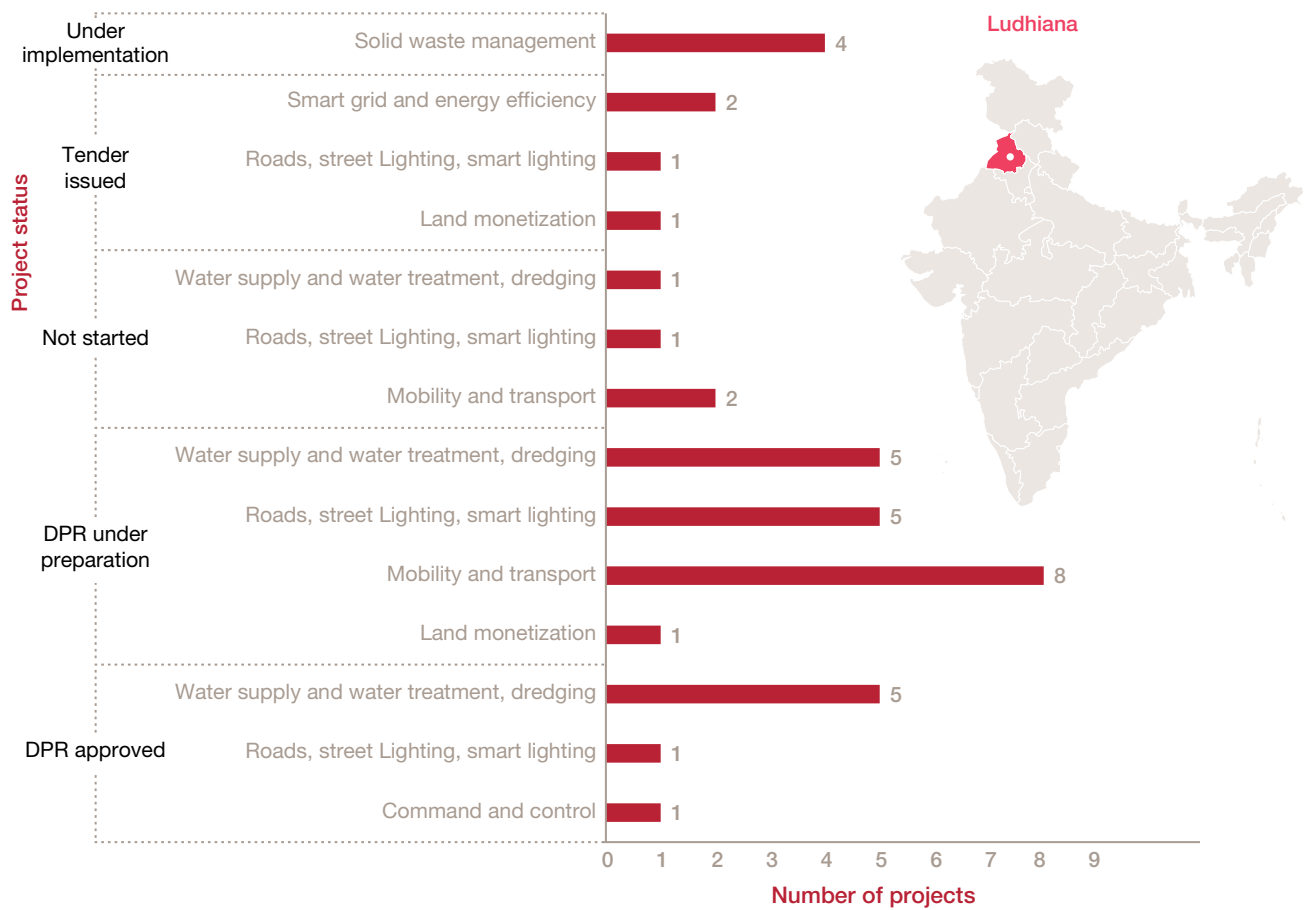 Ludhiana
Project status
Under
implementation
Solid waste management 4
Tender
issued
Smart grid and energy efficiency 2
Roads, street Lighting, smart lighting 1
Land monetization 1
Not started
Water supply and water treatment, dredging 1
Roads, street Lighting, smart lighting 1
Mobility and transport 2
DPR under
preparation
Water supply and water treatment, dredging 5
Roads, street Lighting, smart lighting 5
Mobility and transport 8
Land monetization 1
DPR approved
Water supply and water treatment, dredging 5
Roads, street Lighting, smart lighting 1
Command and control 1
0 1 2 3 4 5 6 7 8 9
Number of projects